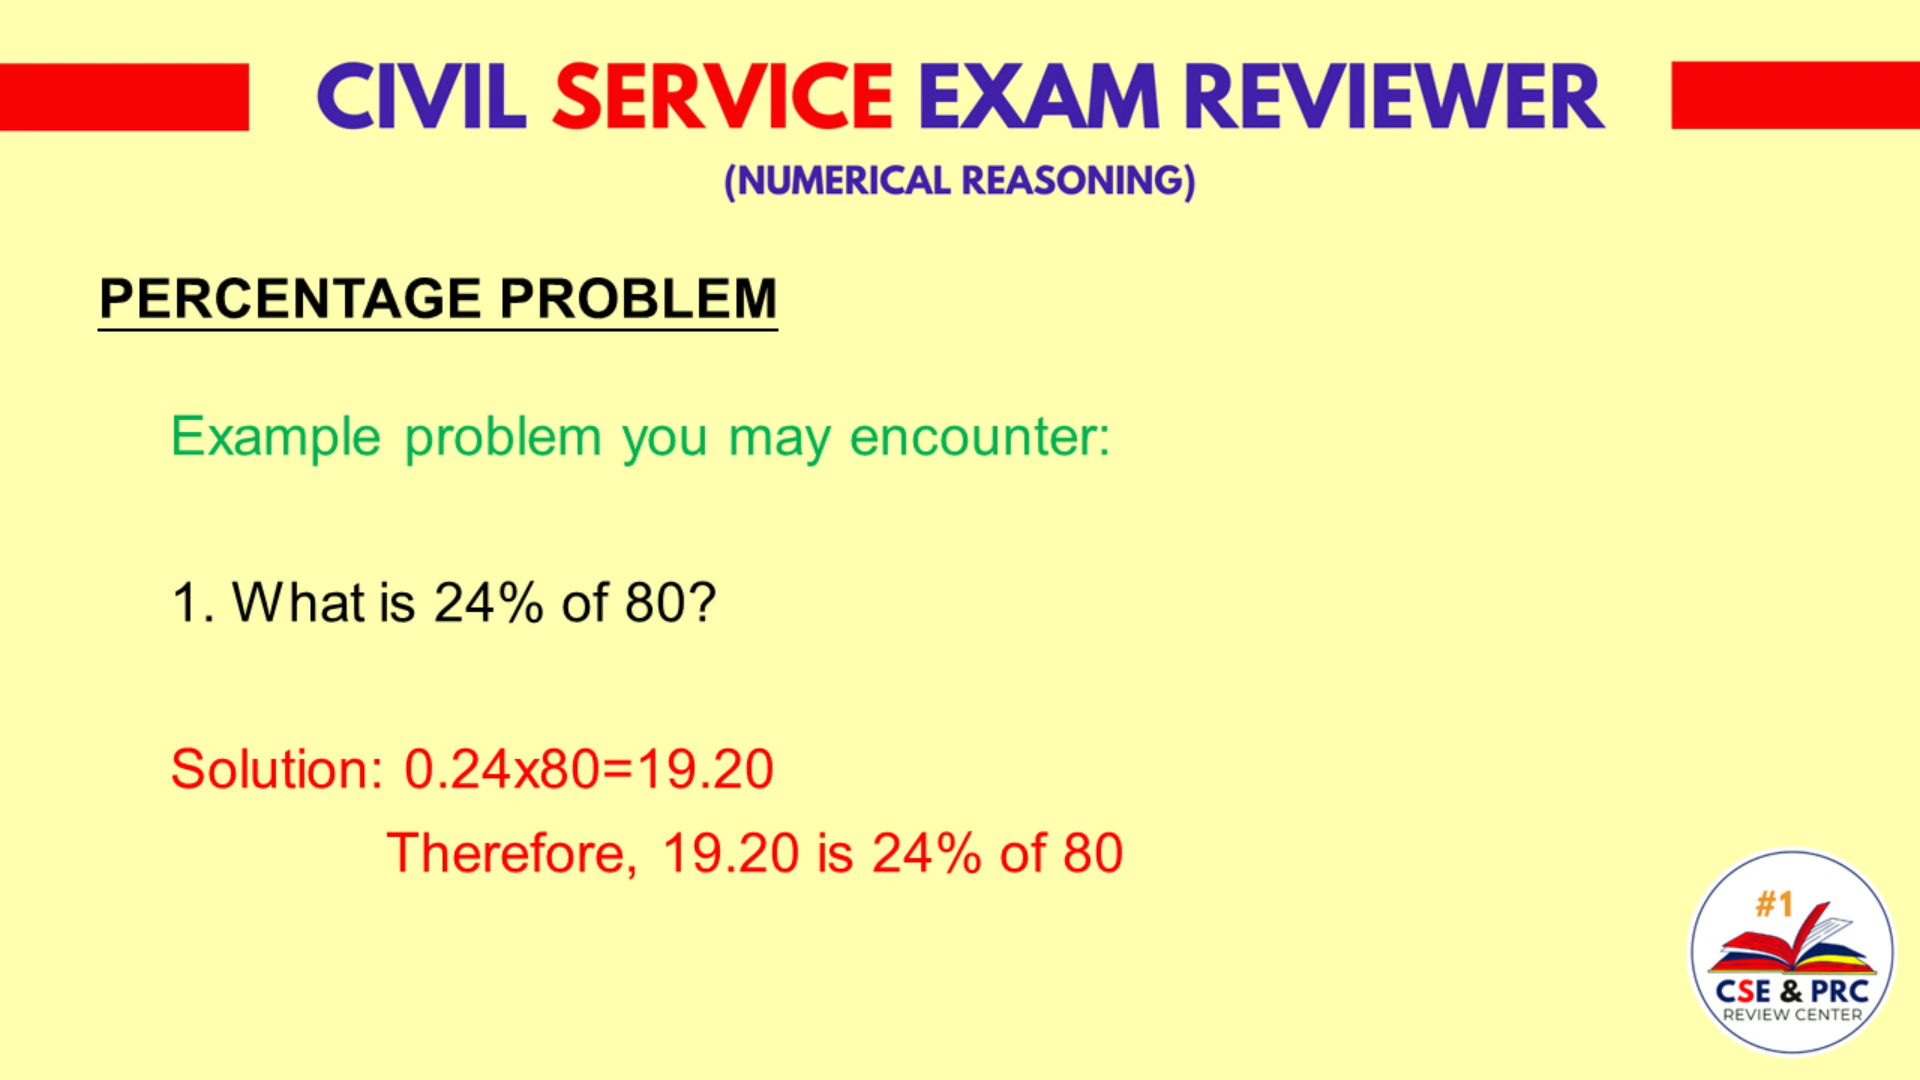 CIVIL SERVICE EXAM REVIEWER
(NUMERICAL REASONING)
PERCENTAGE PROBLEM
Example problem you may encounter:
1. What is 24% of 80?
Solution: 0.24x80=19.20
Therefore, 19.20 is 24% of 80
#1
CSE & PRC
REVIEW CENTER